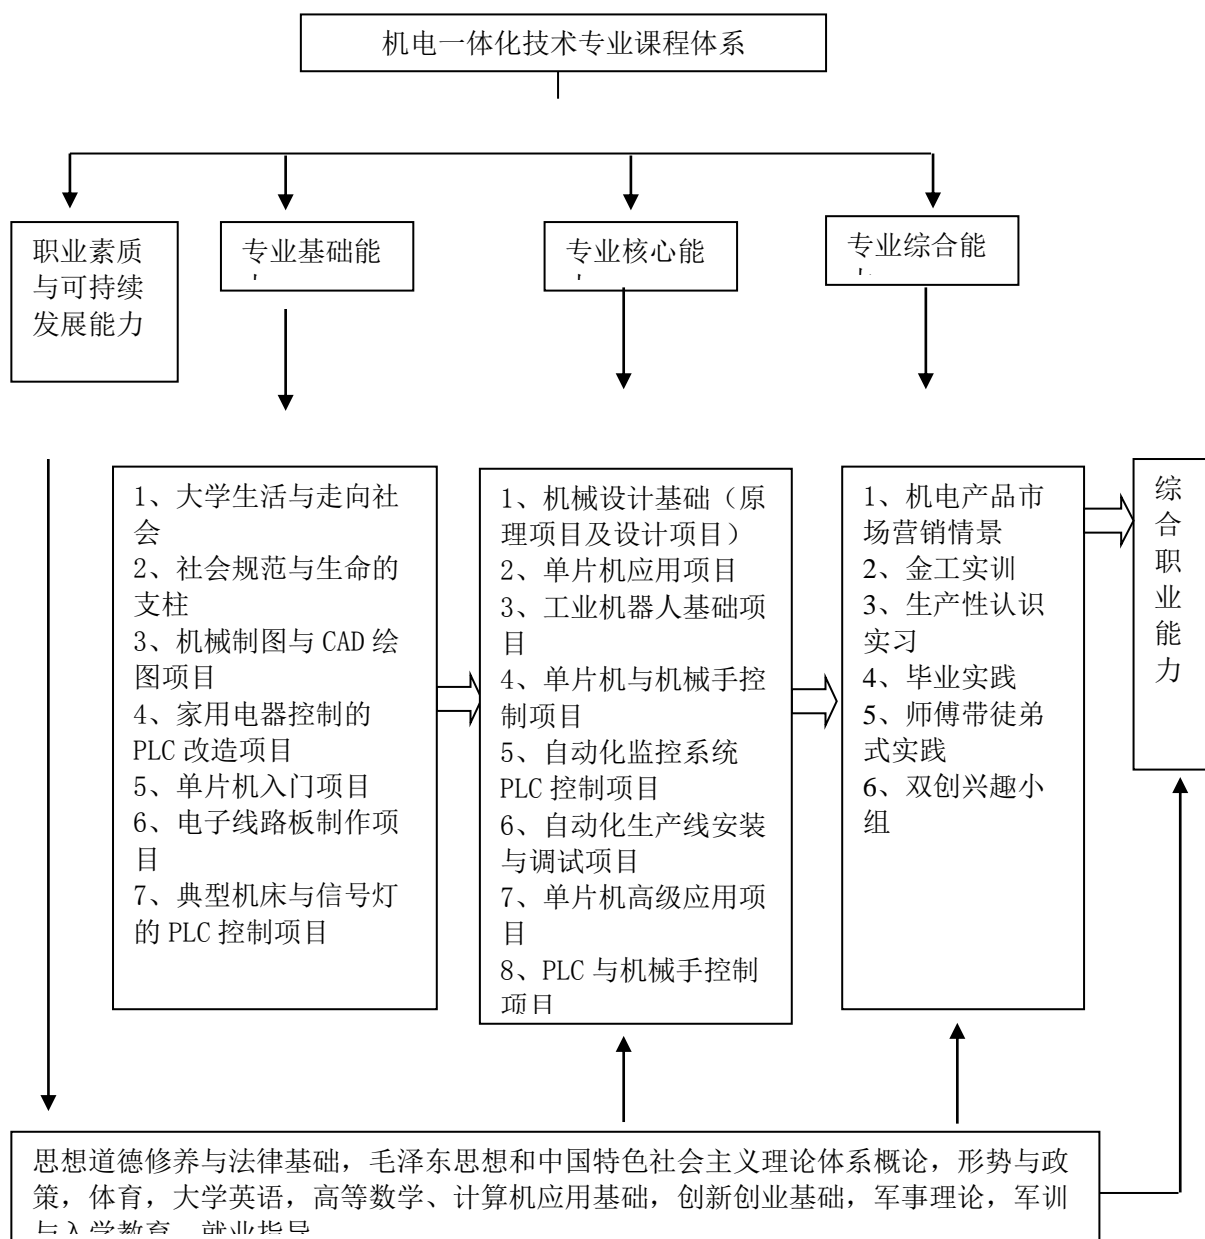 机电一体化技术专业课程体系
职业素质
与可持续
发展能力
专业基础能
专业核心能
专业综合能
1、大学生活与走向社
会
2、社会规范与生命的
支柱
3、机械制图与 CAD 绘
图项目
4、家用电器控制的
PLC 改造项目
5、单片机入门项目
6、电子线路板制作项
目
7、典型机床与信号灯
的 PLC 控制项目
1、机械设计基础（原
理项目及设计项目）
2、单片机应用项目
3、工业机器人基础项
目
4、单片机与机械手控
制项目
5、自动化监控系统
PLC 控制项目
6、自动化生产线安装
与调试项目
7、单片机高级应用项
目
8、PLC 与机械手控制
项目
1、机电产品市
场营销情景
2、金工实训
3、生产性认识
实习
4、毕业实践
5、师傅带徒弟
式实践
6、双创兴趣小
组
综
合
职
业
能
力
思想道德修养与法律基础，毛泽东思想和中国特色社会主义理论体系概论，形势与政
策，体育，大学英语，高等数学、计算机应用基础，创新创业基础，军事理论，军训
与入学教育，就业指导